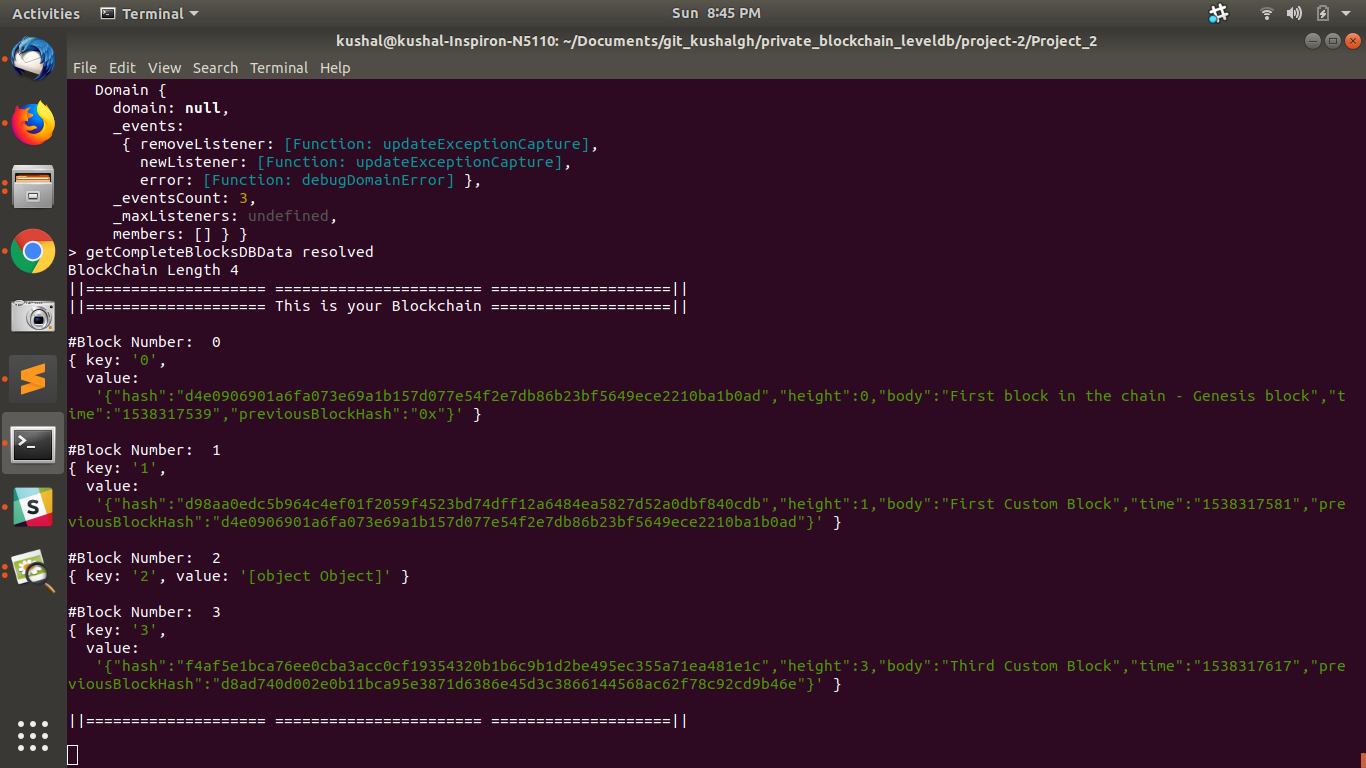 Activities Terminal Sun 8:45 PM
kushal@kushal-Inspiron-N5110: ~/Documents/git_kushalgh/private_blockchain_leveldb/project-2/Project_2
File Edit View Search Terminal Help
Domain {
domain: null,
_events:
{ removeListener: [Function: updateExceptionCapture],
newListener: [Function: updateExceptionCapture],
error: [Function: debugDomainError] },
_eventsCount: 3,
_maxListeners: undefined,
members: [] } }
> getCompleteBlocksDBData resolved
BlockChain Length 4
||==================== ======================= ====================||
||==================== This is your Blockchain ====================||
#Block Number:  0
{ key: '0',
value:
'{"hash":"d4e0906901a6fa073e69a1b157d077e54f2e7db86b23bf5649ece2210ba1b0ad","height":0,"body":"First block in the chain - Genesis block","t
ime":"1538317539","previousBlockHash":"0x"}' }
#Block Number:  1
{ key: '1',
value:
'{"hash":"d98aa0edc5b964c4ef01f2059f4523bd74dff12a6484ea5827d52a0dbf840cdb","height":1,"body":"First Custom Block","time":"1538317581","pre
viousBlockHash":"d4e0906901a6fa073e69a1b157d077e54f2e7db86b23bf5649ece2210ba1b0ad"}' }
#Block Number:  2
{ key: '2', value: '[object Object]' }
#Block Number:  3
{ key: '3',
value:
'{"hash":"f4af5e1bca76ee0cba3acc0cf19354320b1b6c9b1d2be495ec355a71ea481e1c","height":3,"body":"Third Custom Block","time":"1538317617","pre
viousBlockHash":"d8ad740d002e0b11bca95e3871d6386e45d3c3866144568ac62f78c92cd9b46e"}' }
||==================== ======================= ====================||